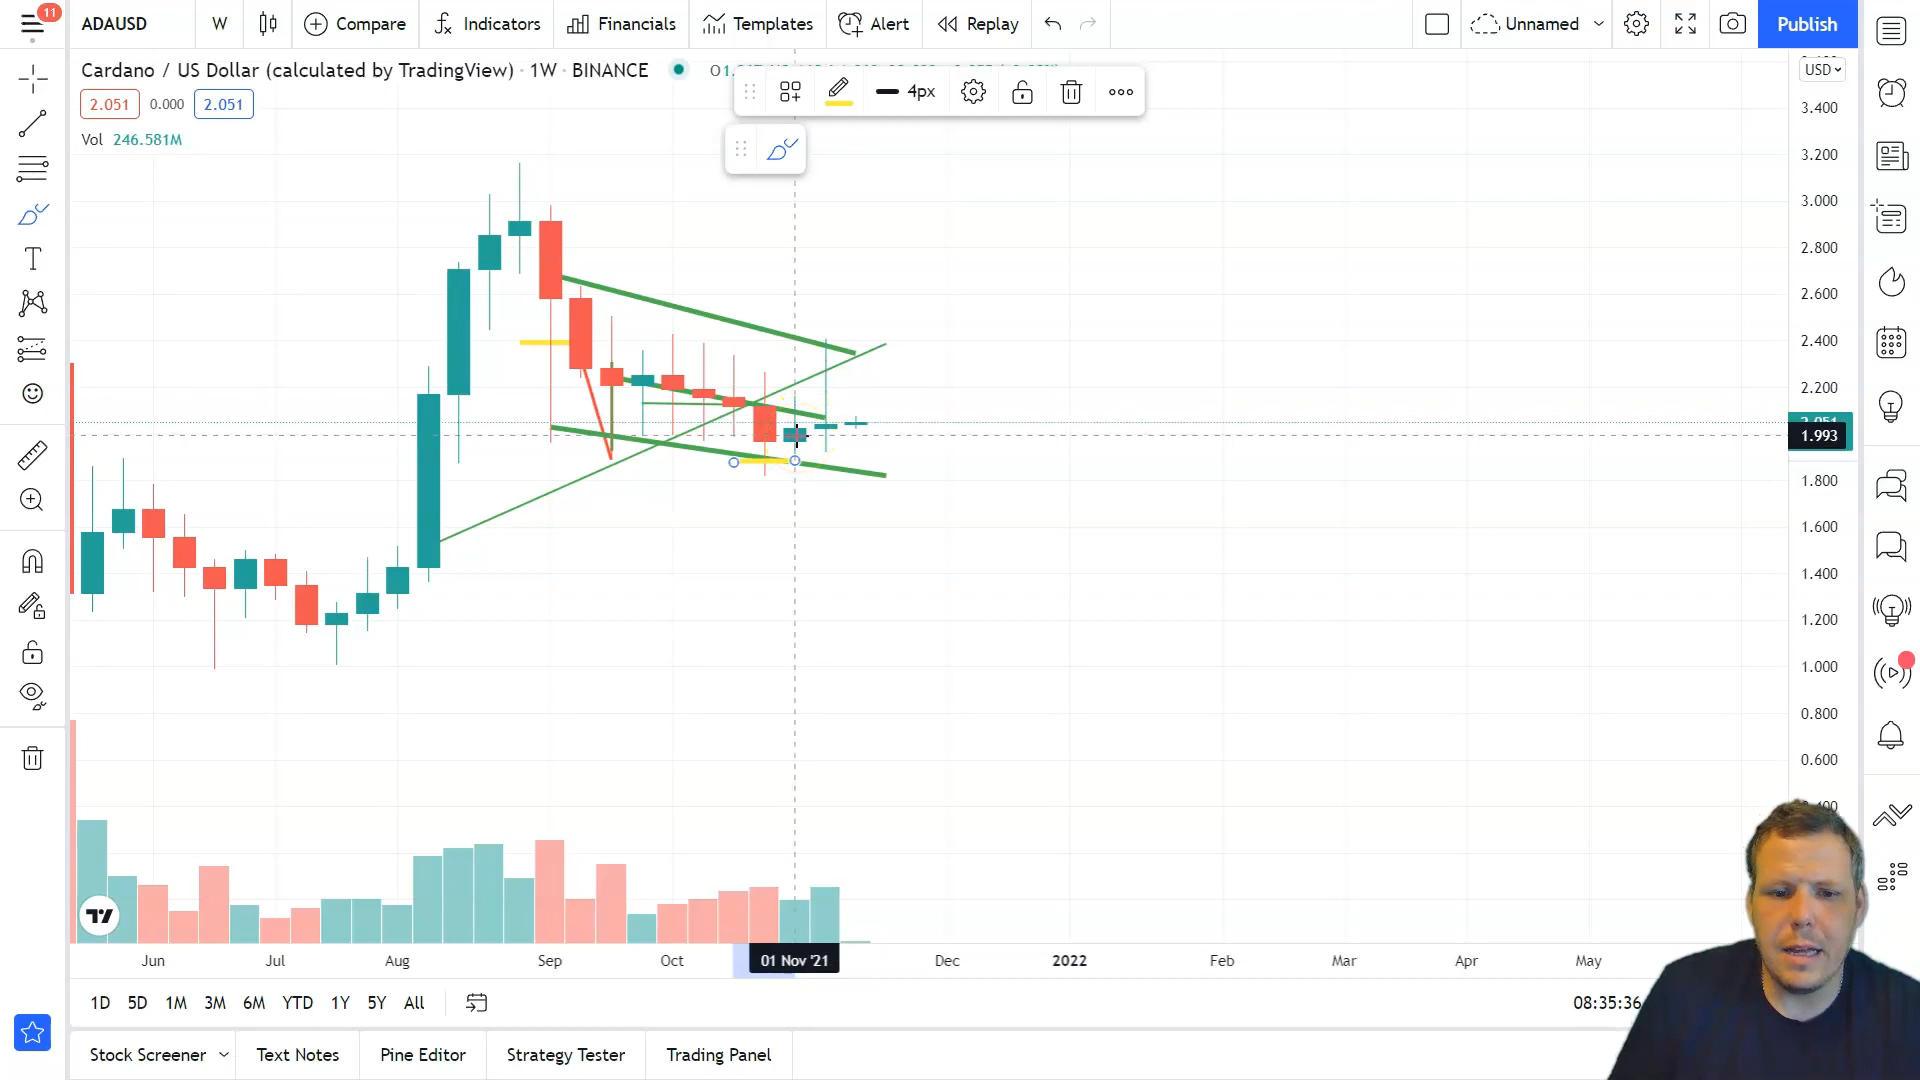 11
ADAUSD
W
Compare
Indicators
Financials
Templates
Alert
Replay
Unnamed
Publish
Cardano / US Dollar (calculated by TradingView) · 1W · BINANCE
4px
USD
2.051
0.000
2.051
Vol 246.581M
3.400
3.200
3.000
2.800
2.600
2.400
2.200
2.051
1.993
1.800
1.600
1.400
1.200
1.000
0.800
0.600
Jun
Jul
Aug
Sep
Oct
01 Nov '21
Dec
2022
Feb
Mar
Apr
May
1D
5D
1M
3M
6M
YTD
1Y
5Y
All
08:35:36
Stock Screener
Text Notes
Pine Editor
Strategy Tester
Trading Panel